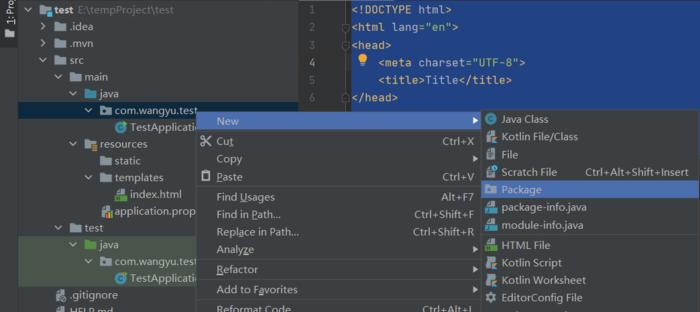 1: Proje
test E:\tempProject\test
.idea
.mvn
src
main
java
com.wangyu.test
TestApplicat
resources
static
templates
index.html
application.prop
test
java
com.wangyu.test
TestApplicati
.gitignore
HELP.md
1 <!DOCTYPE html>
2 <html lang="en">
3 <head>
4 <meta charset="UTF-8">
5 <title>Title</title>
6 </head>
New
Cut Ctrl+X
Copy
Paste Ctrl+V
Find Usages Alt+F7
Find in Path... Ctrl+Shift+F
Replace in Path... Ctrl+Shift+R
Analyze
Refactor
Add to Favorites
Reformat Code Ctrl+Alt+L
Java Class
Kotlin File/Class
File
Scratch File Ctrl+Alt+Shift+Insert
Package
package-info.java
module-info.java
HTML File
Kotlin Script
Kotlin Worksheet
EditorConfig File